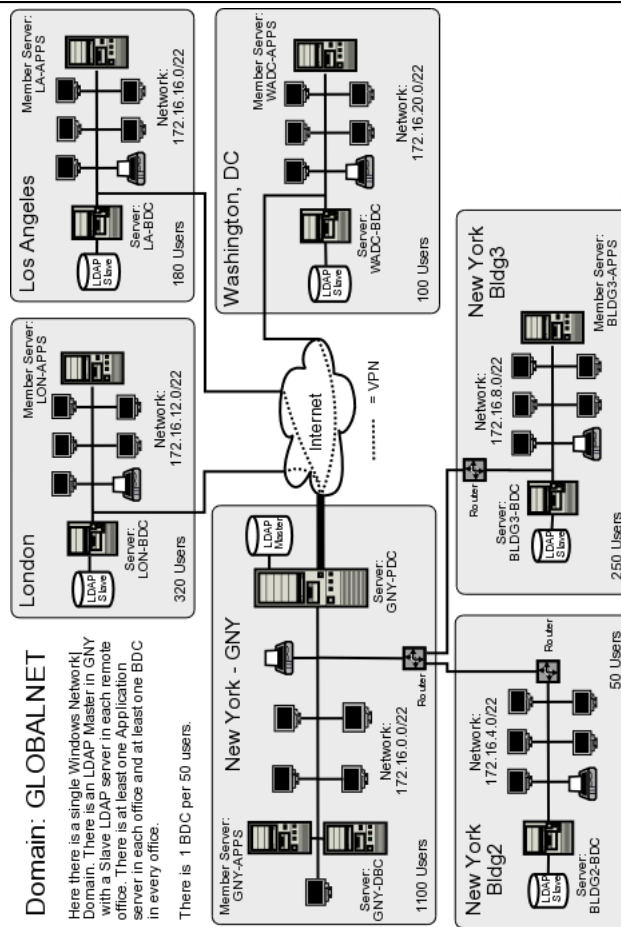 Domain: GLOBALNET
Here there is a single Windows Network|
Domain. There is an LDAP Master in GNY
with a Slave LDAP server in each remote
office. There is at least one Application
server in each office and at least one BDC
in every office.
There is 1 BDC per 50 users.
London
Member Server:
LON-APPS
Network:
172.16.12.0/22
LDAP
Slave
Server:
LON-BDC
320 Users
Los Angeles
Member Server:
LA-APPS
Network:
172.16.16.0/22
LDAP
Slave
Server:
LA-BDC
180 Users
New York - GNY
Member Server:
GNY-APPS
Server:
GNY-DBC
Network:
172.16.0.0/22
LDAP
Master
Server:
GNY-PDC
Router
1100 Users
Internet
= VPN
Washington, DC
Member Server:
WADC-APPS
Network:
172.16.20.0/22
LDAP
Slave
Server:
WADC-BDC
100 Users
New York
Bldg2
Network:
172.16.4.0/22
Router
LDAP
Slave
Server:
BLDG2-BDC
50 Users
New York
Bldg3
Router
Network:
172.16.8.0/22
LDAP
Slave
Server:
BLDG3-BDC
Member Server:
BLDG3-APPS
250 Users